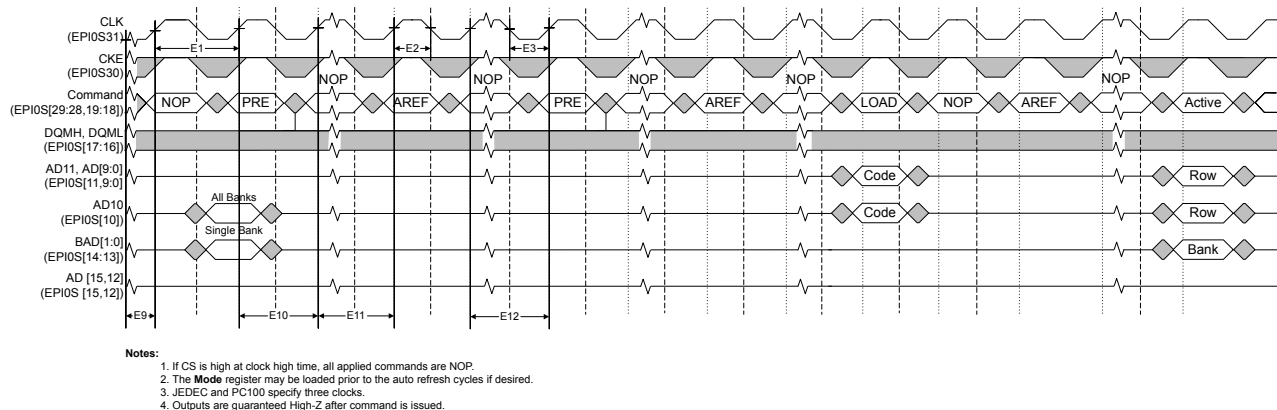 CLK
(EPI0S31)
E1
E2
E3
CKE
(EPI0S30)
NOP
NOP
NOP
NOP
NOP
Command
(EPI0S[29:28,19:18])
NOP
PRE
AREF
PRE
AREF
LOAD
NOP
AREF
Active
DQMH, DQML
(EPI0S[17:16])
AD11, AD[9:0]
(EPI0S[11,9:0])
Code
Row
All Banks
AD10
(EPI0S[10])
Code
Row
Single Bank
BAD[1:0]
(EPI0S[14:13])
Bank
AD [15,12]
(EPI0S [15,12])
E9
E10
E11
E12
Notes:
1. If CS is high at clock high time, all applied commands are NOP.
2. The Mode register may be loaded prior to the auto refresh cycles if desired.
3. JEDEC and PC100 specify three clocks.
4. Outputs are guaranteed High-Z after command is issued.